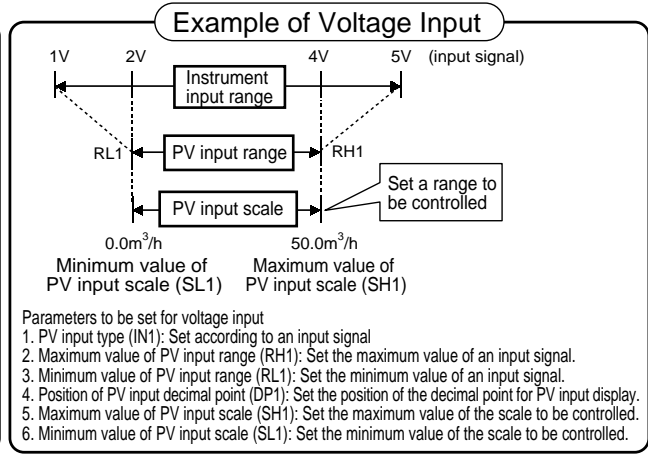 Example of Voltage Input
1V 2V 4V 5V (input signal)
Instrument
input range
RL1 PV input range RH1
PV input scale
Set a range to
be controlled
0.0m³/h 50.0m³/h
Minimum value of Maximum value of
PV input scale (SL1) PV input scale (SH1)
Parameters to be set for voltage input
1. PV input type (IN1): Set according to an input signal
2. Maximum value of PV input range (RH1): Set the maximum value of an input signal.
3. Minimum value of PV input range (RL1): Set the minimum value of an input signal.
4. Position of PV input decimal point (DP1): Set the position of the decimal point for PV input display.
5. Maximum value of PV input scale (SH1): Set the maximum value of the scale to be controlled.
6. Minimum value of PV input scale (SL1): Set the minimum value of the scale to be controlled.